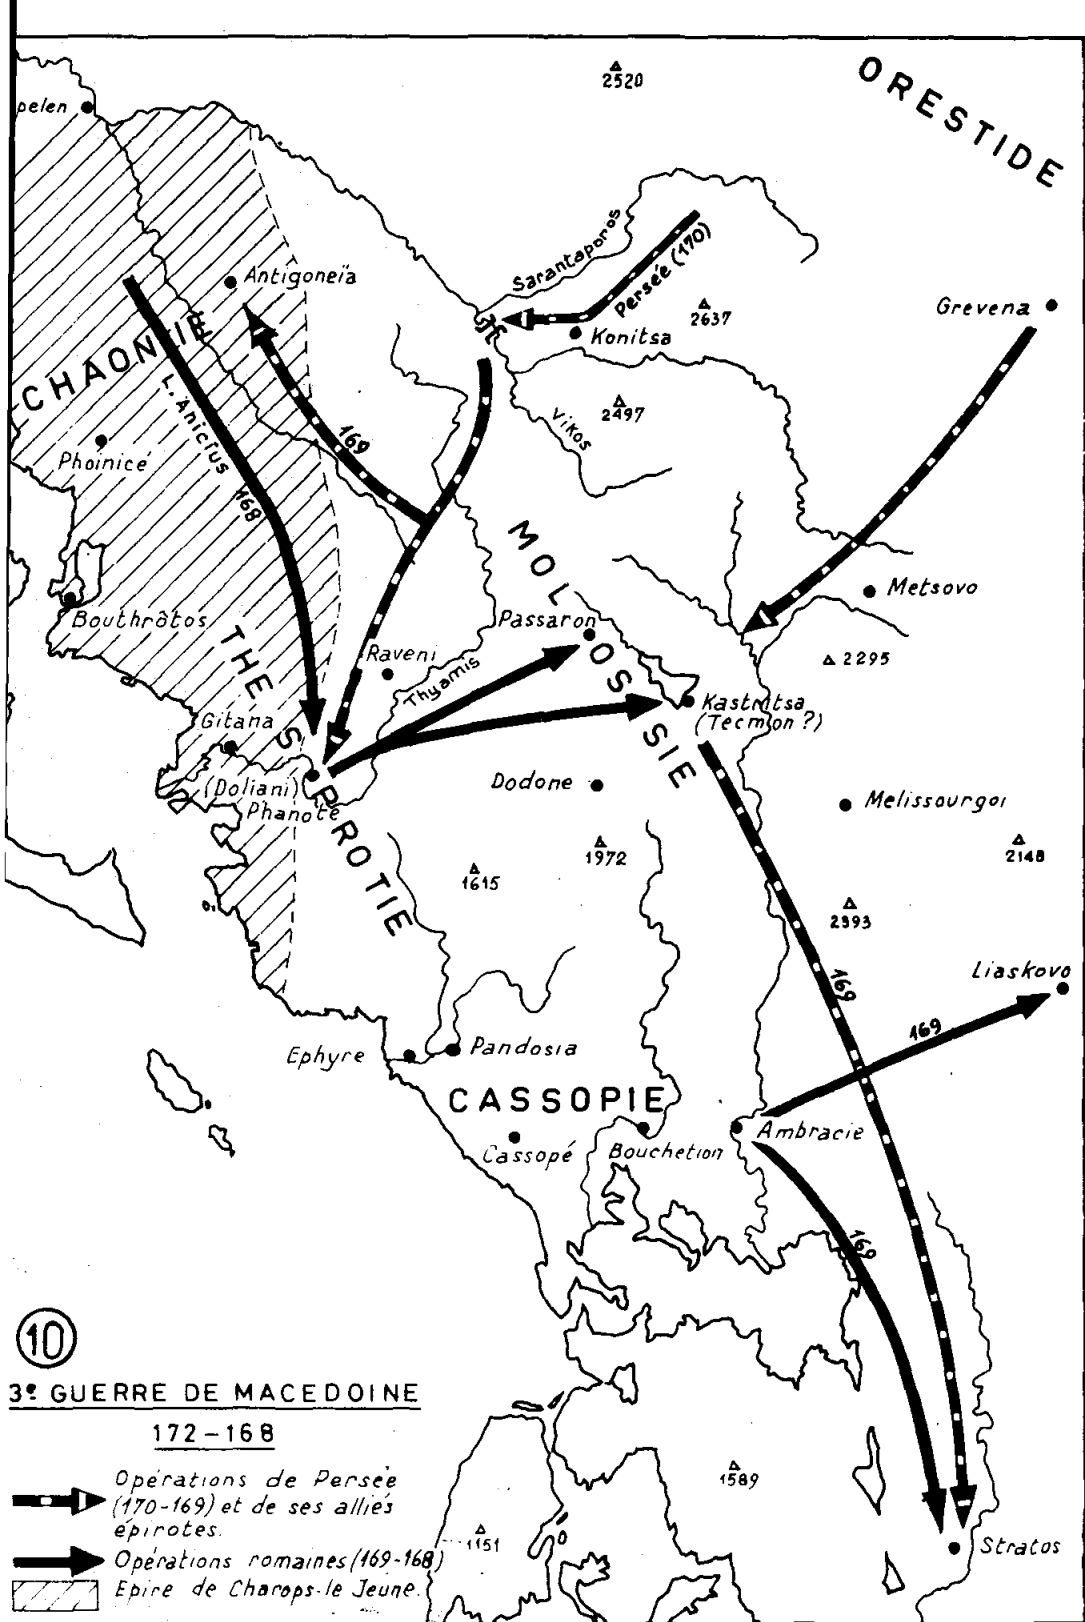 2520
ORESTIDE
pelen
Sarantaporos
Persée (170)
Antigoneïa
2637
Grevena
Konitsa
CHAONIE
L. Anicius 168
169
2497
Vikos
Phoinicé
MOLOSSIE
Metsovo
Bouthrôtos
Passaron
THESPROTIE
Raveni
Thyamis
2295
Kastritsa
(Tecmon ?)
Gitana
Dodone
(Doliani)
Phanoté
Melissourgoi
1972
2148
1615
2393
Liaskovo
169
169
Ephyre
Pandosia
CASSOPIE
Ambracie
Cassopé
Bouchetion
169
10
3e GUERRE DE MACEDOINE
172-168
Opérations de Persée
(170-169) et de ses alliés
épirotes.
1589
1151
Stratos
Opérations romaines (169-168)
Epire de Charops-le Jeune.